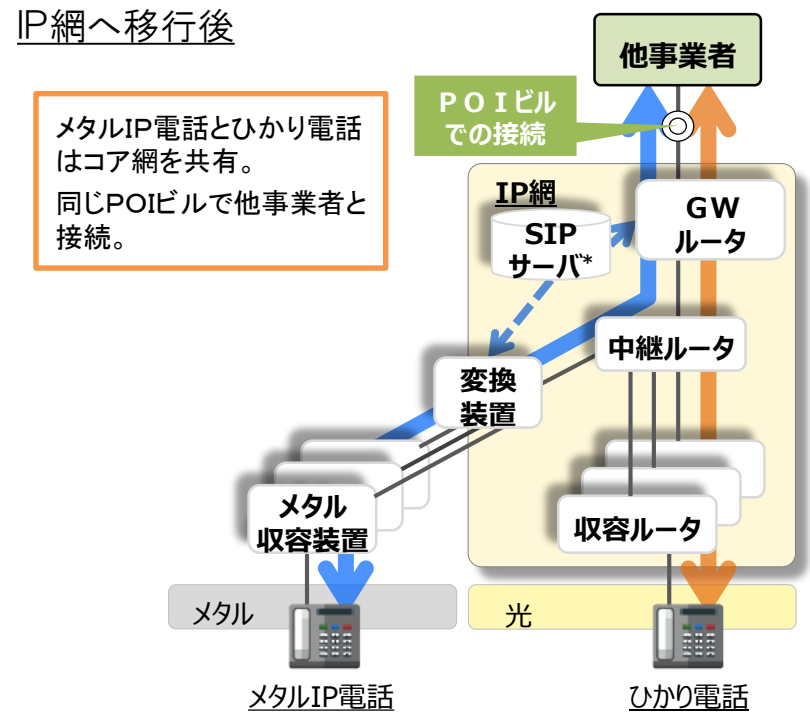 IP網へ移行後
他事業者
POIビル
での接続
メタルIP電話とひかり電話
はコア網を共有。
同じPOIビルで他事業者と
接続。
IP網
SIP
サーバ*
GW
ルータ
中継ルータ
変換
装置
メタル
収容装置
収容ルータ
メタル
光
メタルIP電話
ひかり電話